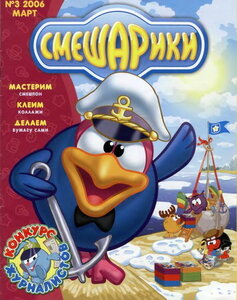 №3 2006
МАРТ
СМЕШАРИКИ
МАСТЕРИМ
СМЕШПОН
КЛЕИМ
КОЛЛАЖИ
ДЕЛАЕМ
БУМАГУ САМИ
КОНКУРС
ЖУРНАЛИСТОВ